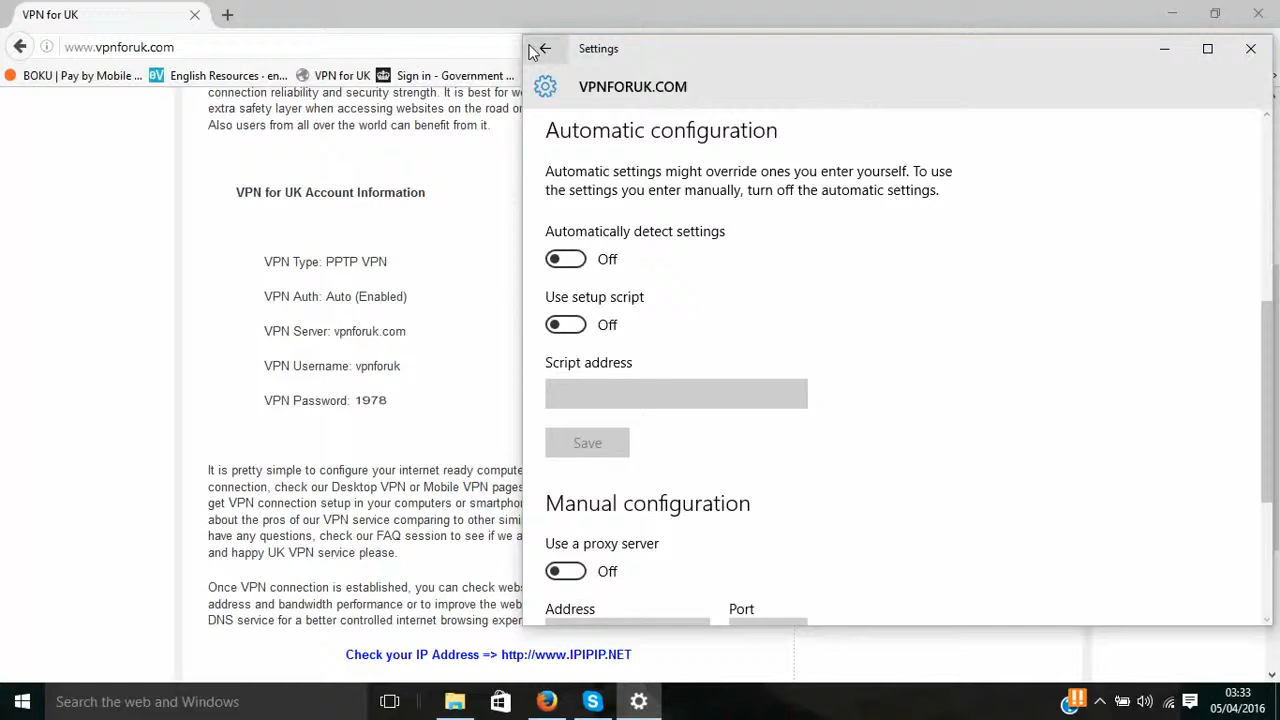 VPN for UK
www.vpnforuk.com
BOKU | Pay by Mobile ...
English Resources - en...
VPN for UK
Sign in - Government ...
connection reliability and security strength. It is best for we
extra safety layer when accessing websites on the road or
Also users from all over the world can benefit from it.
VPN for UK Account Information
VPN Type: PPTP VPN
VPN Auth: Auto (Enabled)
VPN Server: vpnforuk.com
VPN Username: vpnforuk
VPN Password: 1978
It is pretty simple to configure your internet ready compute
connection, check our Desktop VPN or Mobile VPN pages
get VPN connection setup in your computers or smartphon
about the pros of our VPN service comparing to other simi
have any questions, check our FAQ session to see if we a
and happy UK VPN service please.
Once VPN connection is established, you can check webs
address and bandwidth performance or to improve the web
DNS service for a better controlled internet browsing exper
Check your IP Address => http://www.IPIPIP.NET
Settings
VPNFORUK.COM
Automatic configuration
Automatic settings might override ones you enter yourself. To use
the settings you enter manually, turn off the automatic settings.
Automatically detect settings
Off
Use setup script
Off
Script address
Save
Manual configuration
Use a proxy server
Off
Address
Port
Search the web and Windows
03:33
05/04/2016